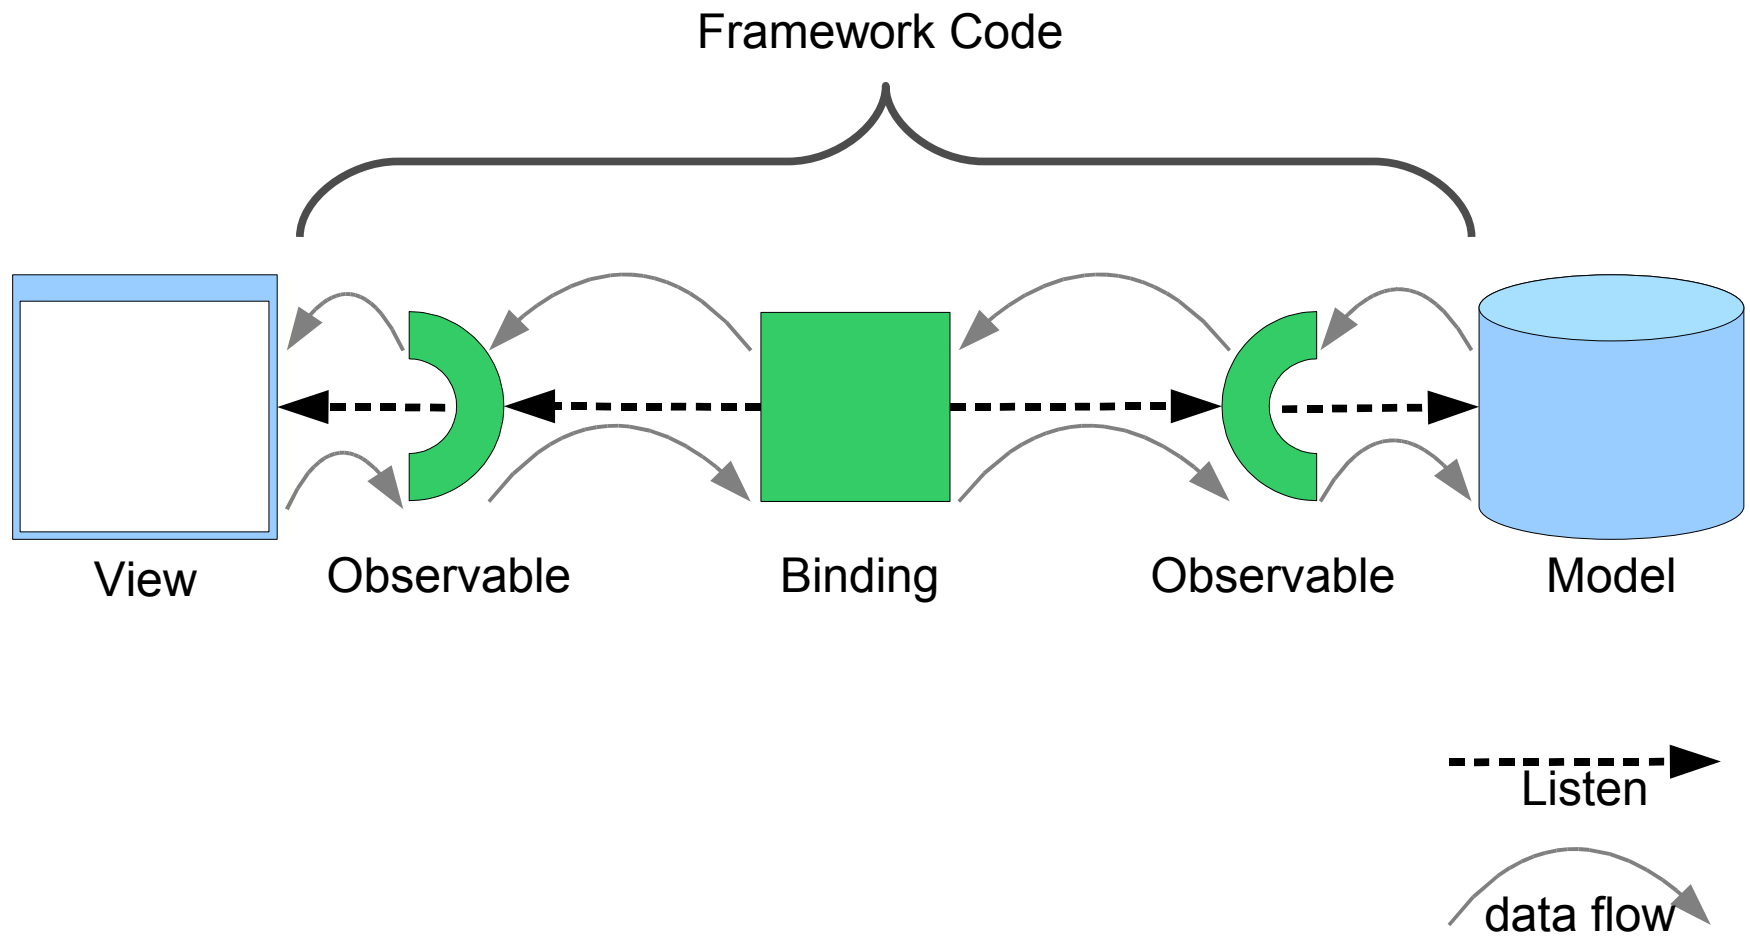 Framework Code
View
Observable
Binding
Observable
Model
Listen
data flow